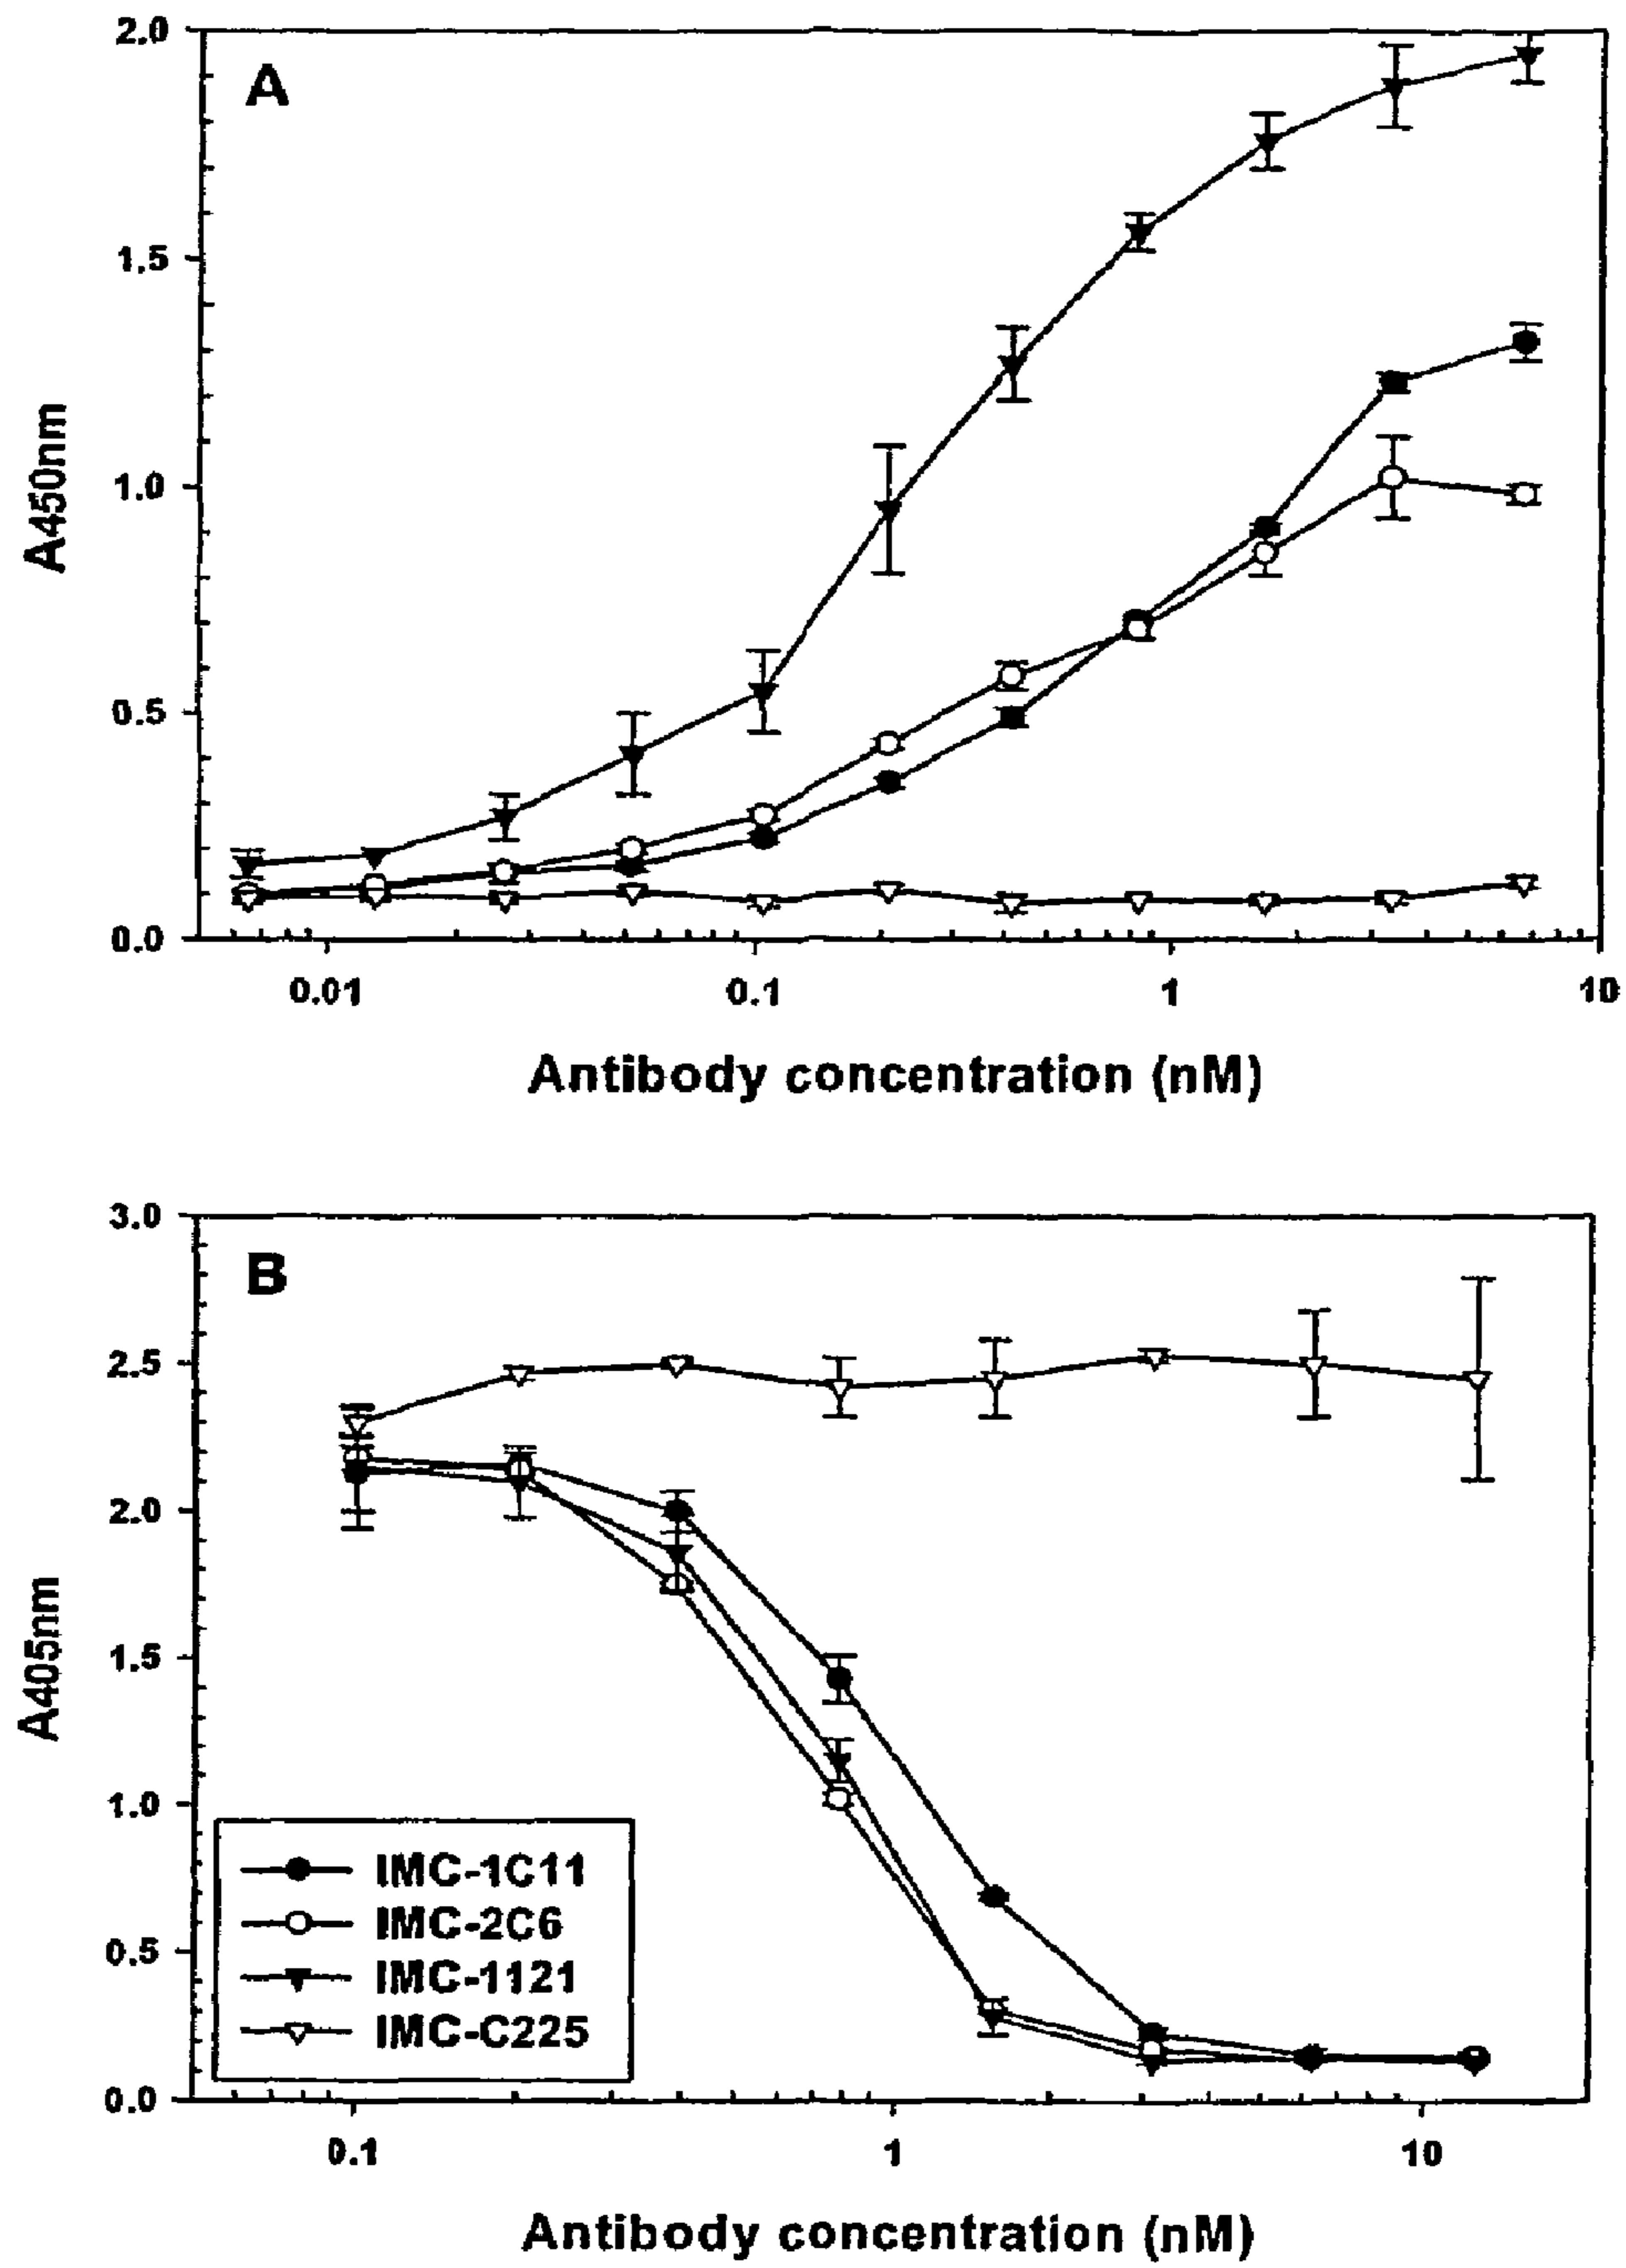 A
2.0
1.5
1.0
0.5
0.0
A450nm
0.01 0.1 1 10
Antibody concentration (nM)
B
3.0
2.5
2.0
1.5
1.0
0.5
0.0
A405nm
IMC-1C11
IMC-2C6
IMC-1121
IMC-C225
0.1 1 10
Antibody concentration (nM)